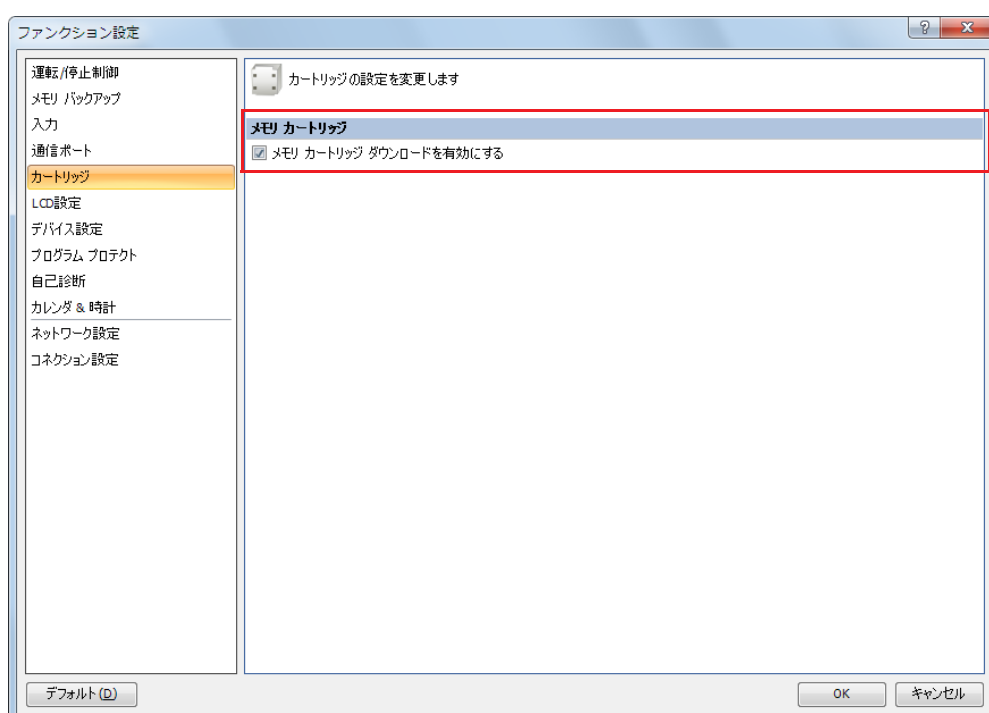 ファンクション設定
?
x
運転/停止制御
メモリ バックアップ
入力
通信ポート
カートリッジ
LCD設定
デバイス設定
プログラム プロテクト
自己診断
カレンダ & 時計
ネットワーク設定
コネクション設定
カートリッジの設定を変更します
メモリ カートリッジ
メモリ カートリッジ ダウンロードを有効にする
デフォルト(D)
OK
キャンセル